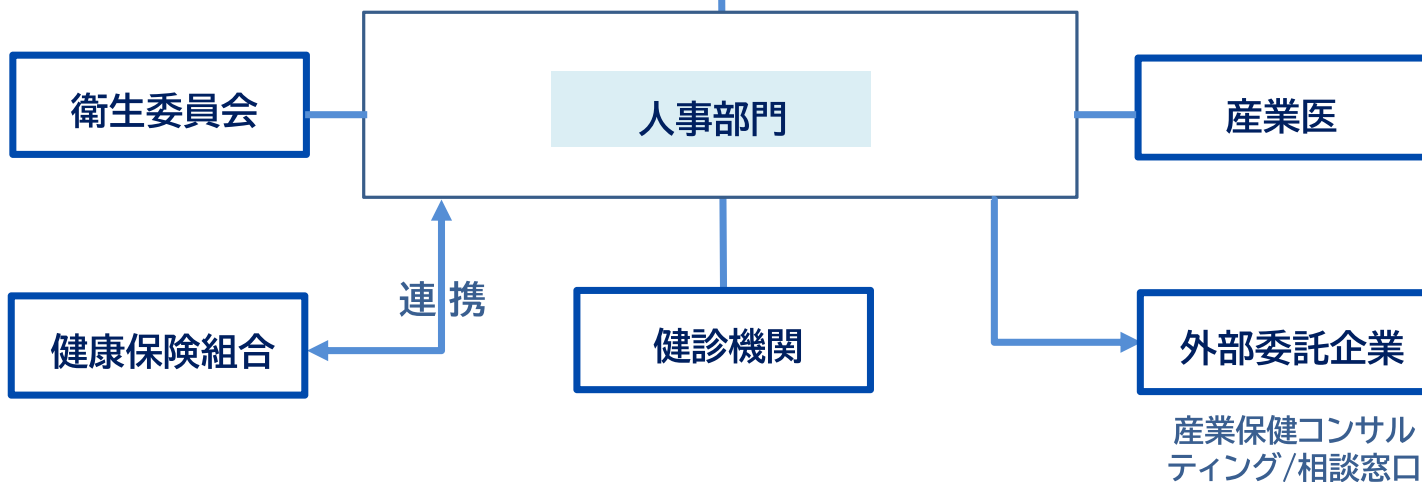 衛生委員会
人事部門
産業医
連携
健康保険組合
健診機関
外部委託企業
産業保健コンサル
ティング/相談窓口